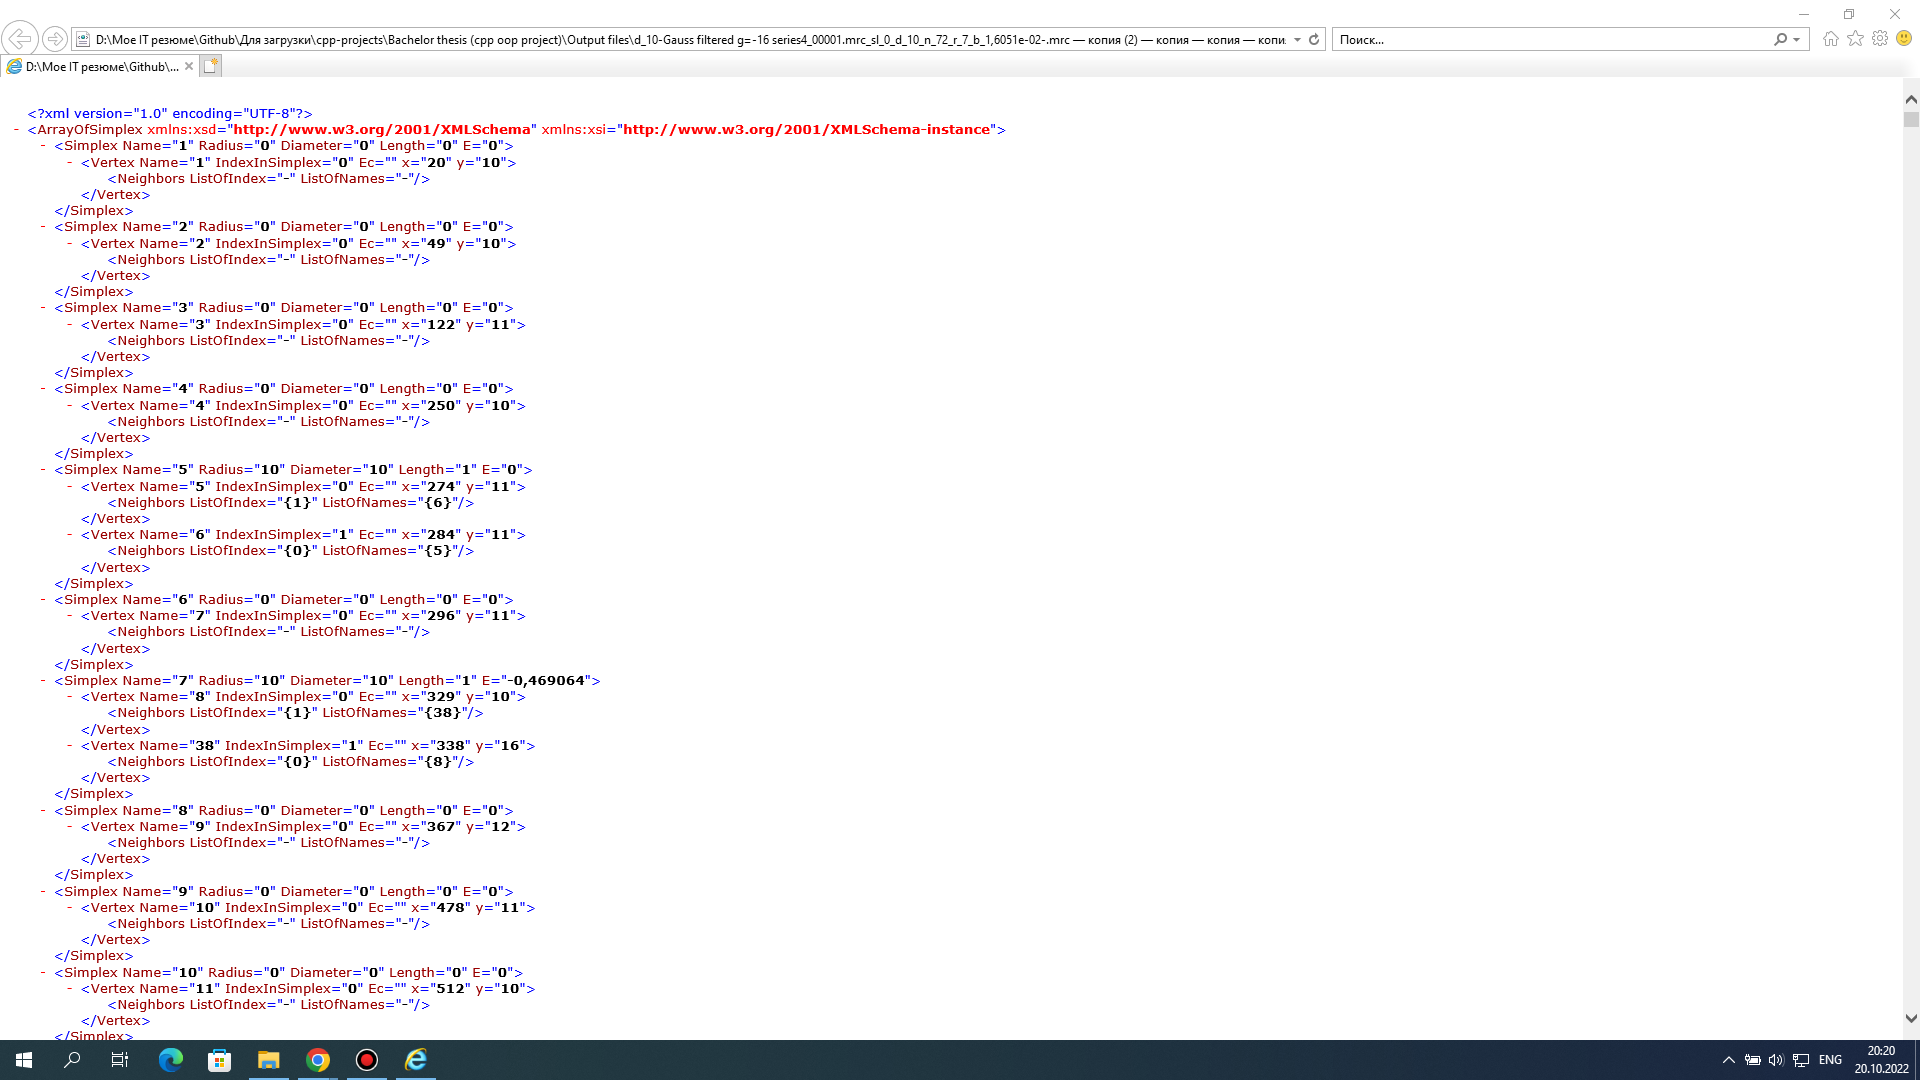 D:\Мое IT резюме\Github\Для загрузки\cpp-projects\Bachelor thesis (cpp oop project)\Output files\d_10-Gauss filtered g=-16 series4_00001.mrc_sl_0_d_10_n_72_r_7_b_1,6051e-02-.mrc — копия (2) — копия — копия — копи.
Поиск...
D:\Мое IT резюме\Github\...
<?xml version="1.0" encoding="UTF-8"?>
- <ArrayOfSimplex xmlns:xsd="http://www.w3.org/2001/XMLSchema" xmlns:xsi="http://www.w3.org/2001/XMLSchema-instance">
- <Simplex Name="1" Radius="0" Diameter="0" Length="0" E="0">
- <Vertex Name="1" IndexInSimplex="0" Ec="" x="20" y="10">
<Neighbors ListOfIndex="-" ListOfNames="-"/>
</Vertex>
</Simplex>
- <Simplex Name="2" Radius="0" Diameter="0" Length="0" E="0">
- <Vertex Name="2" IndexInSimplex="0" Ec="" x="49" y="10">
<Neighbors ListOfIndex="-" ListOfNames="-"/>
</Vertex>
</Simplex>
- <Simplex Name="3" Radius="0" Diameter="0" Length="0" E="0">
- <Vertex Name="3" IndexInSimplex="0" Ec="" x="122" y="11">
<Neighbors ListOfIndex="-" ListOfNames="-"/>
</Vertex>
</Simplex>
- <Simplex Name="4" Radius="0" Diameter="0" Length="0" E="0">
- <Vertex Name="4" IndexInSimplex="0" Ec="" x="250" y="10">
<Neighbors ListOfIndex="-" ListOfNames="-"/>
</Vertex>
</Simplex>
- <Simplex Name="5" Radius="10" Diameter="10" Length="1" E="0">
- <Vertex Name="5" IndexInSimplex="0" Ec="" x="274" y="11">
<Neighbors ListOfIndex="{1}" ListOfNames="{6}"/>
</Vertex>
- <Vertex Name="6" IndexInSimplex="1" Ec="" x="284" y="11">
<Neighbors ListOfIndex="{0}" ListOfNames="{5}"/>
</Vertex>
</Simplex>
- <Simplex Name="6" Radius="0" Diameter="0" Length="0" E="0">
- <Vertex Name="7" IndexInSimplex="0" Ec="" x="296" y="11">
<Neighbors ListOfIndex="-" ListOfNames="-"/>
</Vertex>
</Simplex>
- <Simplex Name="7" Radius="10" Diameter="10" Length="1" E="-0,469064">
- <Vertex Name="8" IndexInSimplex="0" Ec="" x="329" y="10">
<Neighbors ListOfIndex="{1}" ListOfNames="{38}"/>
</Vertex>
- <Vertex Name="38" IndexInSimplex="1" Ec="" x="338" y="16">
<Neighbors ListOfIndex="{0}" ListOfNames="{8}"/>
</Vertex>
</Simplex>
- <Simplex Name="8" Radius="0" Diameter="0" Length="0" E="0">
- <Vertex Name="9" IndexInSimplex="0" Ec="" x="367" y="12">
<Neighbors ListOfIndex="-" ListOfNames="-"/>
</Vertex>
</Simplex>
- <Simplex Name="9" Radius="0" Diameter="0" Length="0" E="0">
- <Vertex Name="10" IndexInSimplex="0" Ec="" x="478" y="11">
<Neighbors ListOfIndex="-" ListOfNames="-"/>
</Vertex>
</Simplex>
- <Simplex Name="10" Radius="0" Diameter="0" Length="0" E="0">
- <Vertex Name="11" IndexInSimplex="0" Ec="" x="512" y="10">
<Neighbors ListOfIndex="-" ListOfNames="-"/>
</Vertex>
</Simplex>
ENG
20:20
20.10.2022